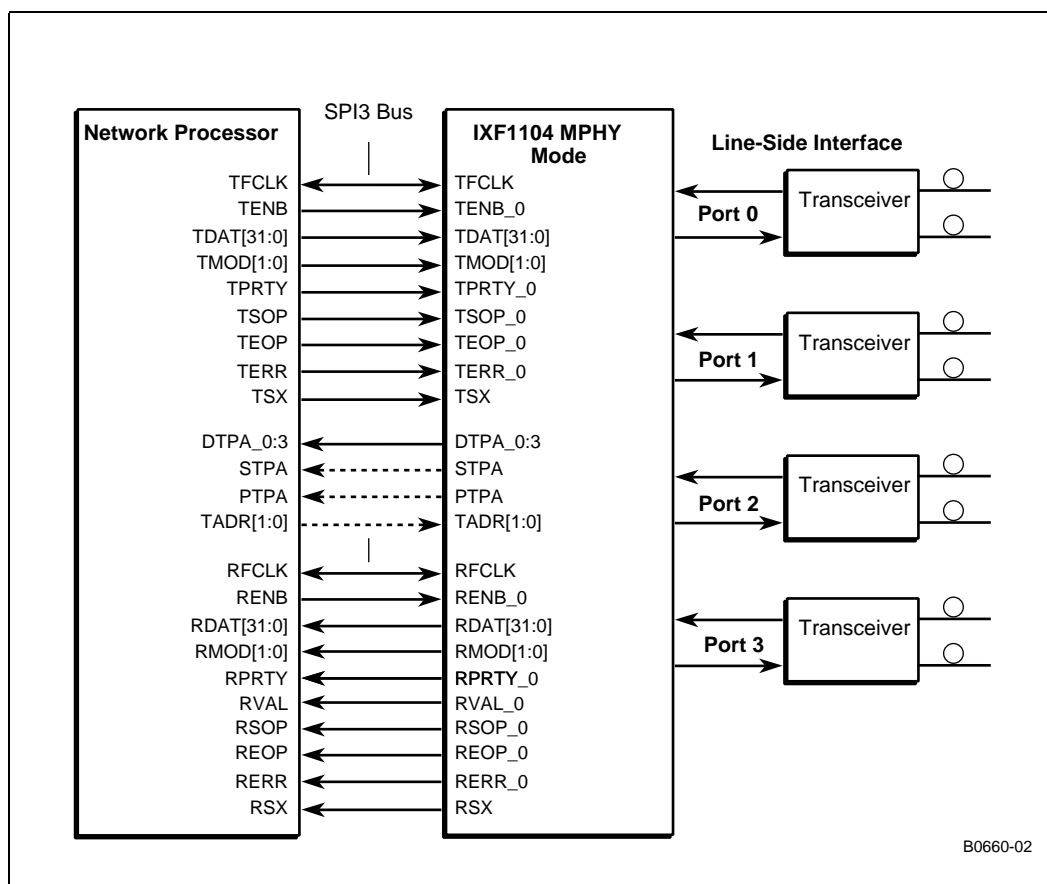 SPI3 Bus
Network Processor
IXF1104 MPHY
Mode
Line-Side Interface
TFCLK TFCLK
TENB TENB_0
TDAT[31:0] TDAT[31:0]
TMOD[1:0] TMOD[1:0]
TPRTY TPRTY_0
TSOP TSOP_0
TEOP TEOP_0
TERR TERR_0
TSX TSX
DTPA_0:3 DTPA_0:3
STPA STPA
PTPA PTPA
TADR[1:0] TADR[1:0]
RFCLK RFCLK
RENB RENB_0
RDAT[31:0] RDAT[31:0]
RMOD[1:0] RMOD[1:0]
RPRTY RPRTY_0
RVAL RVAL_0
RSOP RSOP_0
REOP REOP_0
RERR RERR_0
RSX RSX
Port 0
Transceiver
Port 1
Transceiver
Port 2
Transceiver
Port 3
Transceiver
B0660-02